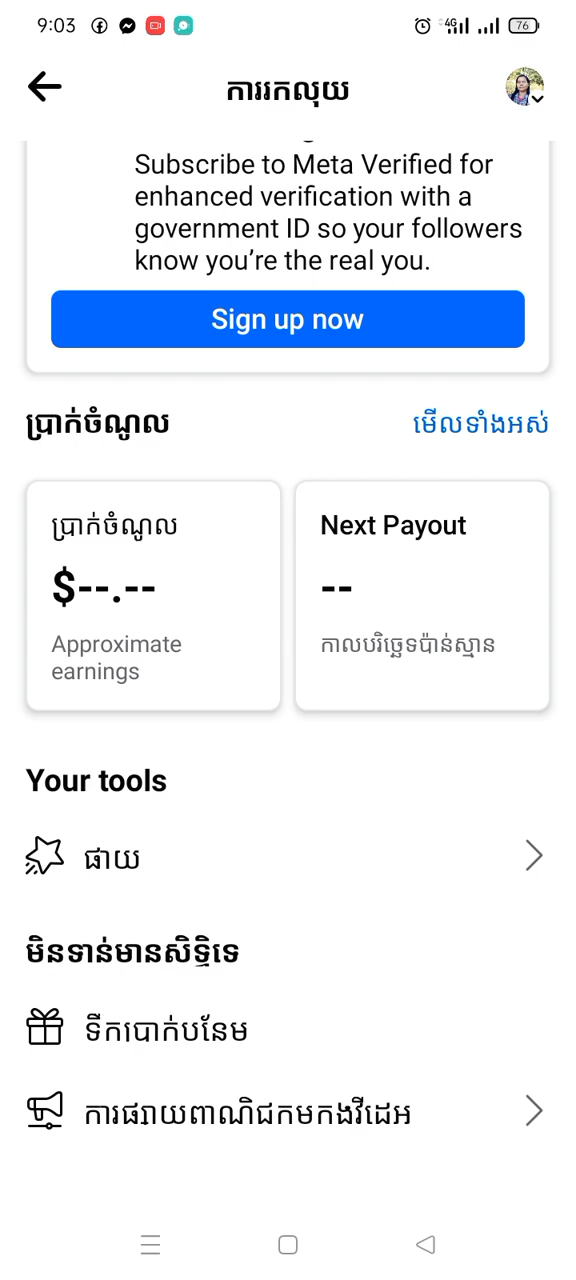 9:03
4G
76
ការរកលុយ
Subscribe to Meta Verified for
enhanced verification with a
government ID so your followers
know you’re the real you.
Sign up now
ប្រាក់ចំណូល
មើលទាំងអស់
ប្រាក់ចំណូល
$--.--
Approximate
earnings
Next Payout
--
កាលបរិច្ឆេទប៉ាន់ស្មាន
Your tools
ផាយ
មិនទាន់មានសិទ្ធិទេ
ទឹកបោក់បន្ថែម
ការផ្សាយពាណិជ្ជកម្មក្នុងវីដេអូ